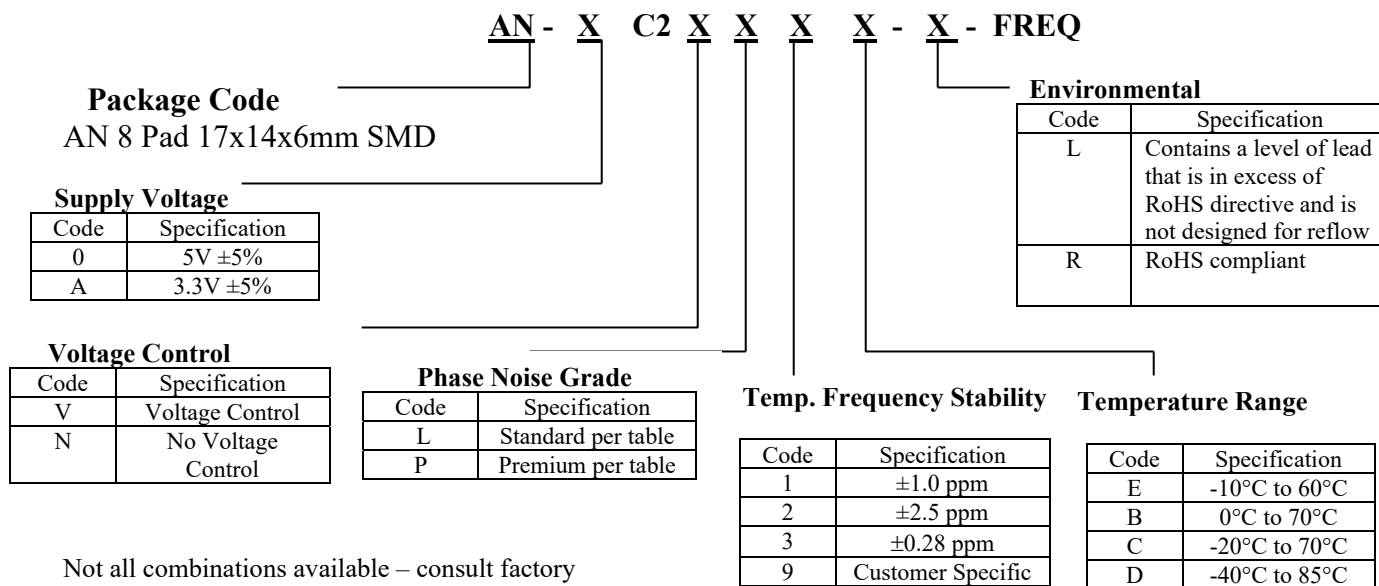 AN - X C2 X X X X - X - FREQ
Package Code
AN 8 Pad 17x14x6mm SMD
Supply Voltage
Code Specification
0 5V ±5%
A 3.3V ±5%
Environmental
Code Specification
L Contains a level of lead
that is in excess of
RoHS directive and is
not designed for reflow
R RoHS compliant
Voltage Control
Code Specification
V Voltage Control
N No Voltage
Control
Phase Noise Grade
Code Specification
L Standard per table
P Premium per table
Temp. Frequency Stability
Code Specification
1 ±1.0 ppm
2 ±2.5 ppm
3 ±0.28 ppm
9 Customer Specific
Temperature Range
Code Specification
E -10°C to 60°C
B 0°C to 70°C
C -20°C to 70°C
D -40°C to 85°C
Not all combinations available – consult factory